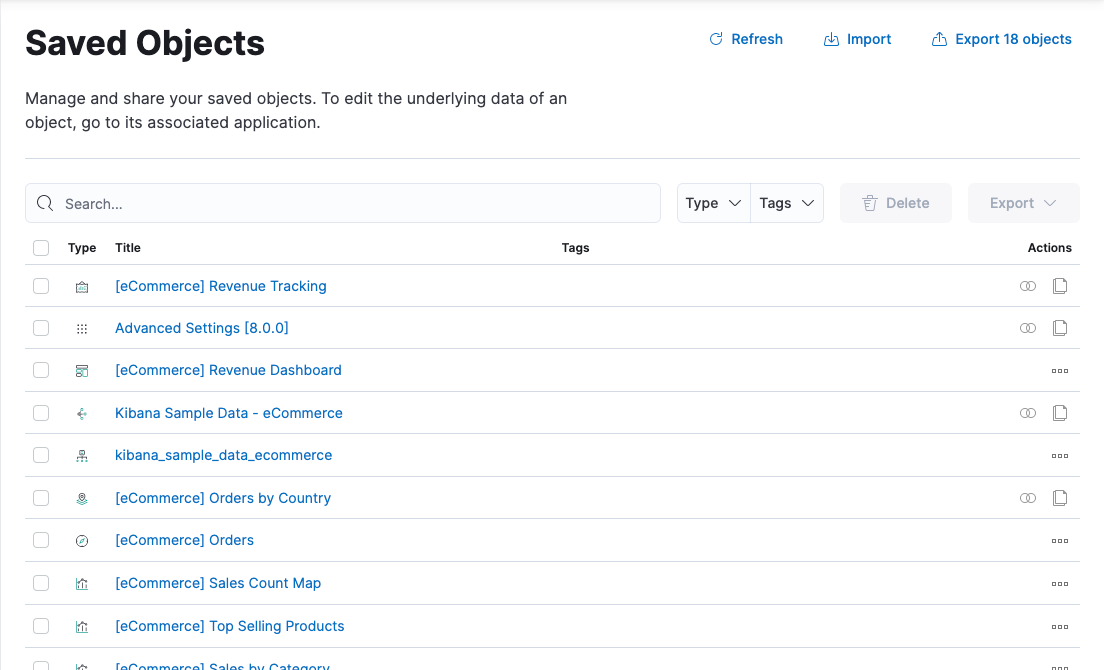 Saved Objects
Refresh
Import
Export 18 objects
Manage and share your saved objects. To edit the underlying data of an
object, go to its associated application.
Search...
Type
Tags
Delete
Export
Type Title Tags Actions
[eCommerce] Revenue Tracking
Advanced Settings [8.0.0]
[eCommerce] Revenue Dashboard
Kibana Sample Data - eCommerce
kibana_sample_data_ecommerce
[eCommerce] Orders by Country
[eCommerce] Orders
[eCommerce] Sales Count Map
[eCommerce] Top Selling Products
[eCommerce] Sales by Category